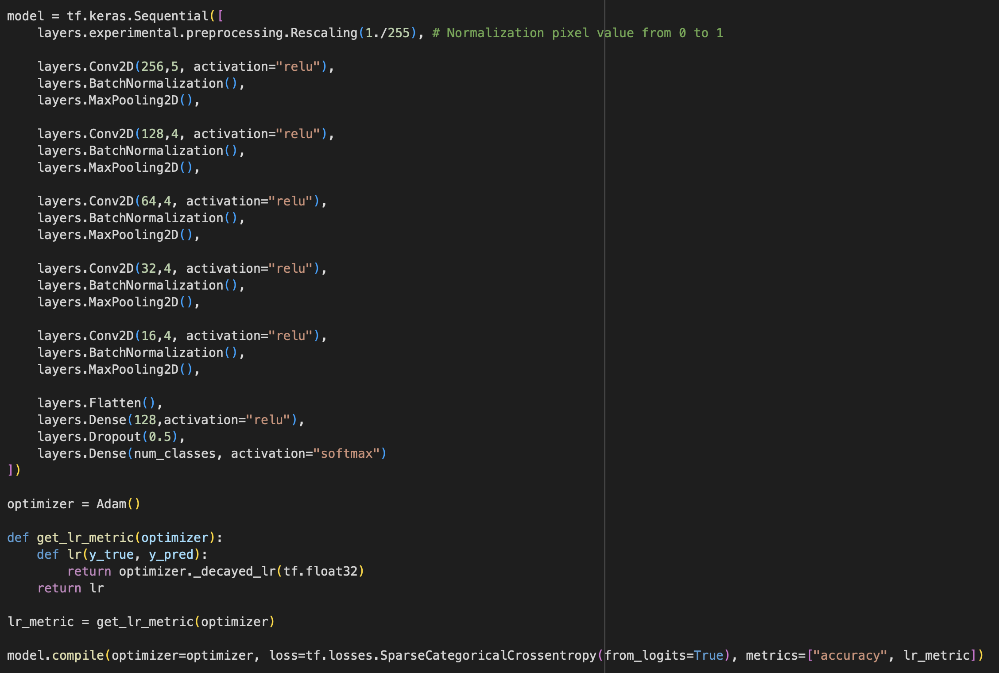 model = tf.keras.Sequential([
    layers.experimental.preprocessing.Rescaling(1./255), # Normalization pixel value from 0 to 1

    layers.Conv2D(256,5, activation="relu"),
    layers.BatchNormalization(),
    layers.MaxPooling2D(),

    layers.Conv2D(128,4, activation="relu"),
    layers.BatchNormalization(),
    layers.MaxPooling2D(),

    layers.Conv2D(64,4, activation="relu"),
    layers.BatchNormalization(),
    layers.MaxPooling2D(),

    layers.Conv2D(32,4, activation="relu"),
    layers.BatchNormalization(),
    layers.MaxPooling2D(),

    layers.Conv2D(16,4, activation="relu"),
    layers.BatchNormalization(),
    layers.MaxPooling2D(),

    layers.Flatten(),
    layers.Dense(128,activation="relu"),
    layers.Dropout(0.5),
    layers.Dense(num_classes, activation="softmax")
])

optimizer = Adam()

def get_lr_metric(optimizer):
    def lr(y_true, y_pred):
        return optimizer._decayed_lr(tf.float32)
    return lr

lr_metric = get_lr_metric(optimizer)

model.compile(optimizer=optimizer, loss=tf.losses.SparseCategoricalCrossentropy(from_logits=True), metrics=["accuracy", lr_metric])